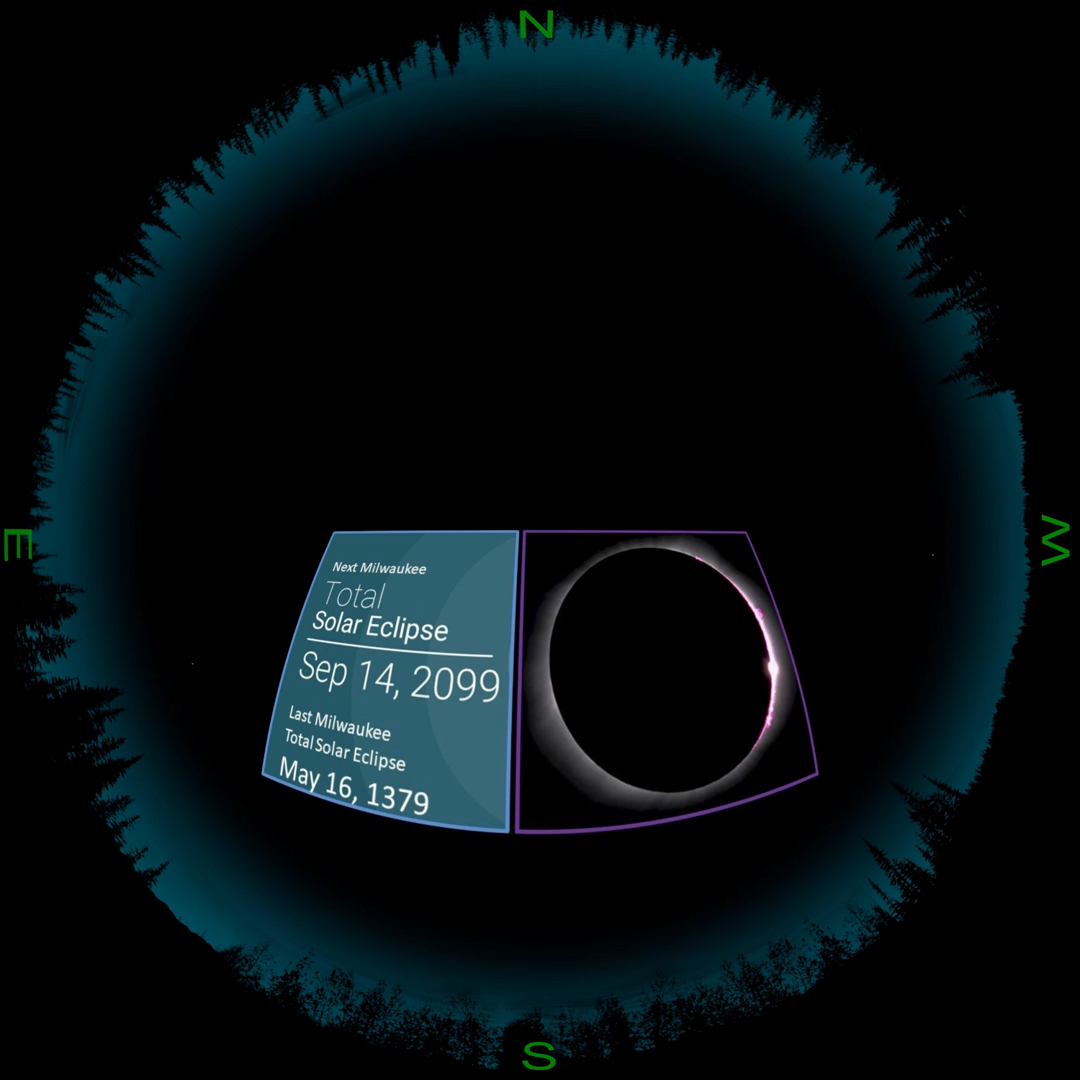 N
Next Milwaukee
Total
Solar Eclipse
Sep 14, 2099
Last Milwaukee
Total Solar Eclipse
May 16, 1379
E
W
S